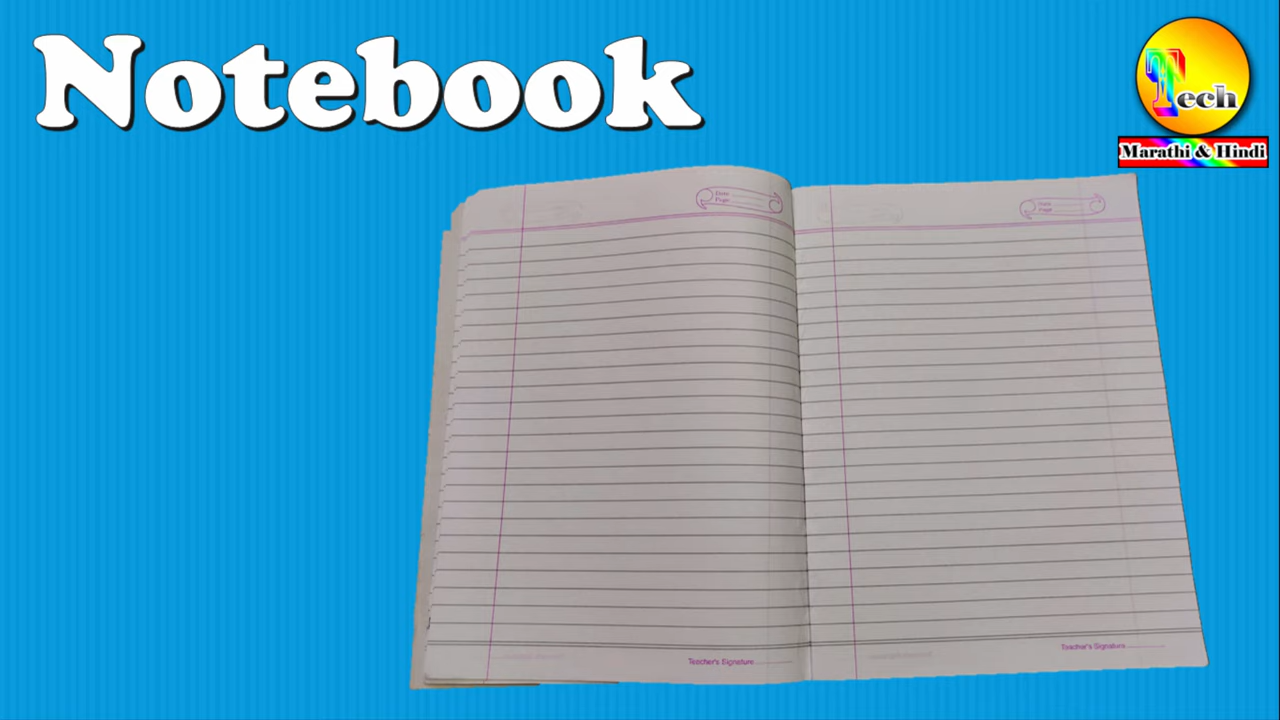 Notebook
Tech
Marathi & Hindi
Date
Page
Date
Page
Teacher's Signature
Teacher's Signature